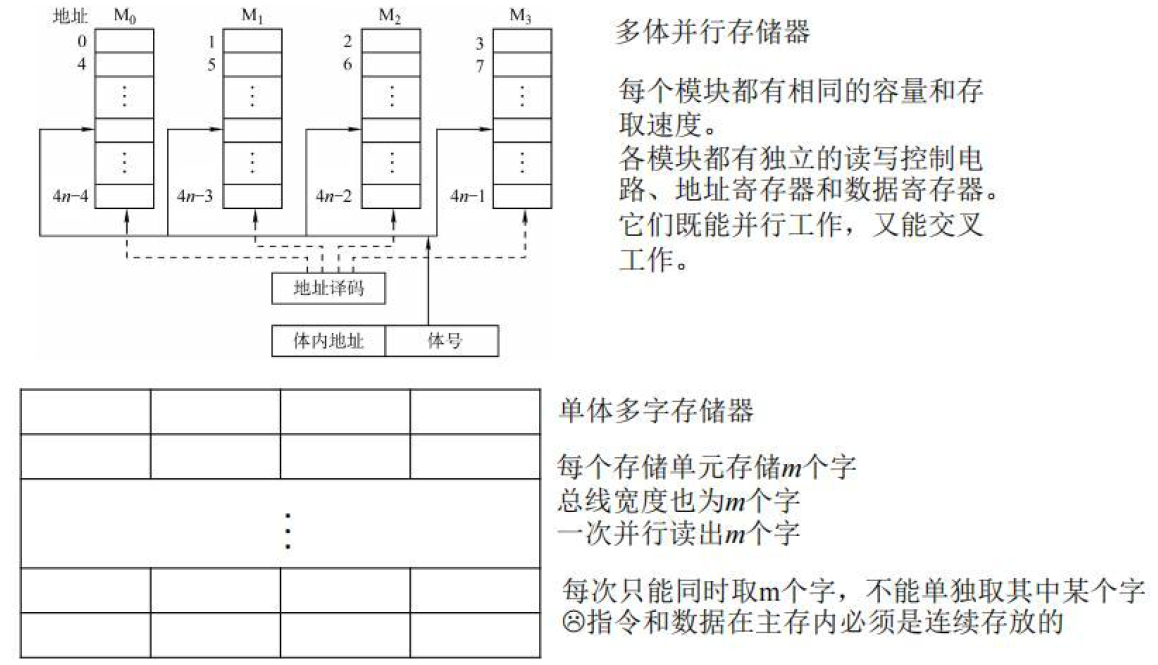 地址 M0 M1 M2 M3
0 1 2 3
4 5 6 7
⋮ ⋮ ⋮ ⋮
⋮ ⋮ ⋮ ⋮
4n−4 4n−3 4n−2 4n−1
地址译码
体内地址 体号
多体并行存储器
每个模块都有相同的容量和存
取速度。
各模块都有独立的读写控制电
路、地址寄存器和数据寄存器。
它们既能并行工作，又能交叉
工作。
⋮
单体多字存储器
每个存储单元存储m个字
总线宽度也为m个字
一次并行读出m个字
每次只能同时取m个字，不能单独取其中某个字
☹指令和数据在主存内必须是连续存放的